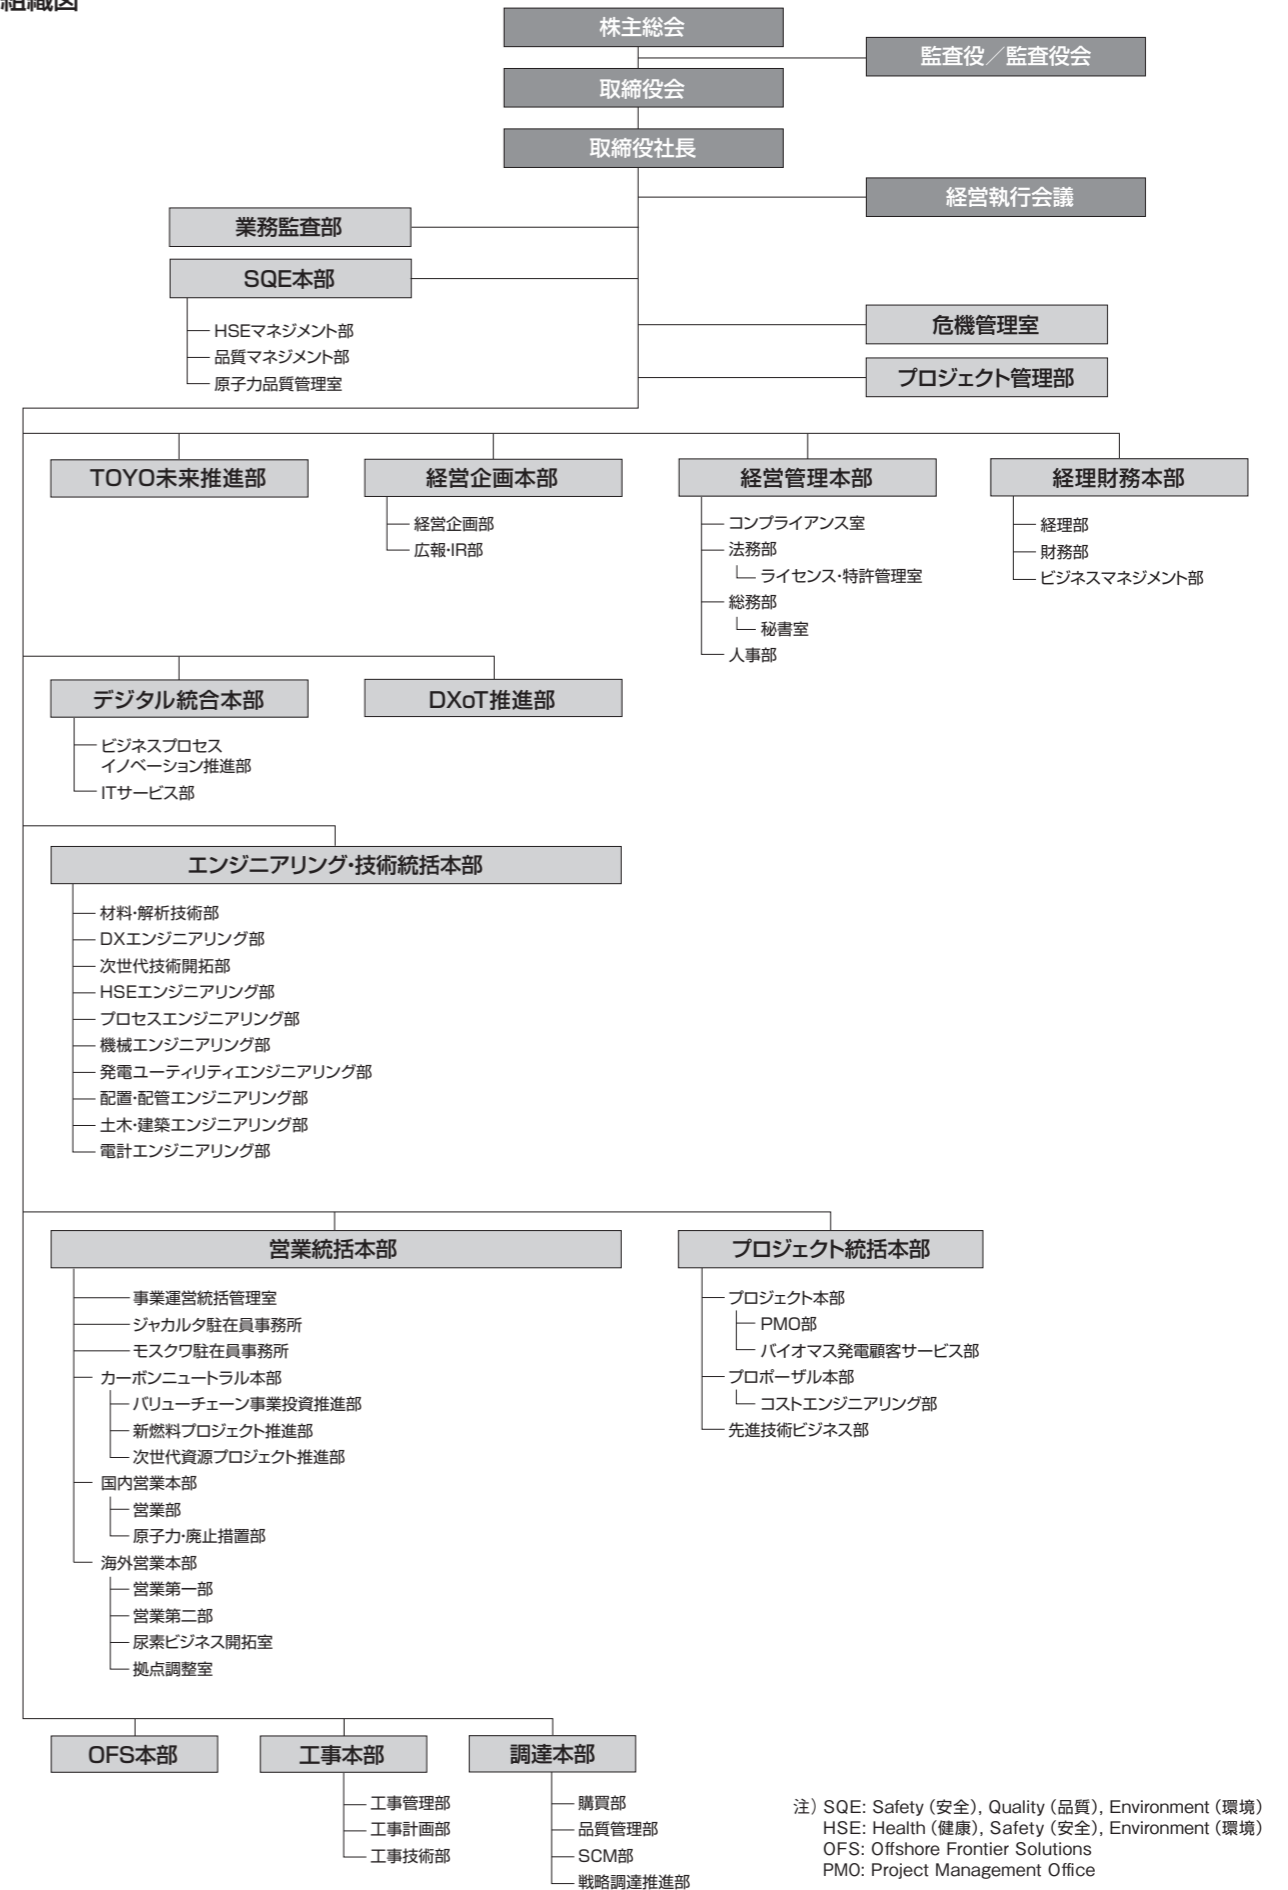 組織図
株主総会
監査役／監査役会
取締役会
取締役社長
経営執行会議
業務監査部
SQE本部
HSEマネジメント部
品質マネジメント部
原子力品質管理室
危機管理室
プロジェクト管理部
TOYO未来推進部
経営企画本部
経営企画部
広報・IR部
経営管理本部
コンプライアンス室
法務部
ライセンス・特許管理室
総務部
秘書室
人事部
経理財務本部
経理部
財務部
ビジネスマネジメント部
デジタル統合本部
ビジネスプロセス
イノベーション推進部
ITサービス部
DXoT推進部
エンジニアリング・技術統括本部
材料・解析技術部
DXエンジニアリング部
次世代技術開拓部
HSEエンジニアリング部
プロセスエンジニアリング部
機械エンジニアリング部
発電ユーティリティエンジニアリング部
配置・配管エンジニアリング部
土木・建築エンジニアリング部
電計エンジニアリング部
営業統括本部
事業運営統括管理室
ジャカルタ駐在員事務所
モスクワ駐在員事務所
カーボンニュートラル本部
バリューチェーン事業投資推進部
新燃料プロジェクト推進部
次世代資源プロジェクト推進部
国内営業本部
営業部
原子力・廃止措置部
海外営業本部
営業第一部
営業第二部
尿素ビジネス開拓室
拠点調整室
プロジェクト統括本部
プロジェクト本部
PMO部
バイオマス発電顧客サービス部
プロポーザル本部
コストエンジニアリング部
先進技術ビジネス部
OFS本部
工事本部
工事管理部
工事計画部
工事技術部
調達本部
購買部
品質管理部
SCM部
戦略調達推進部
注）SQE: Safety（安全）, Quality（品質）, Environment（環境）
HSE: Health（健康）, Safety（安全）, Environment（環境）
OFS: Offshore Frontier Solutions
PMO: Project Management Office